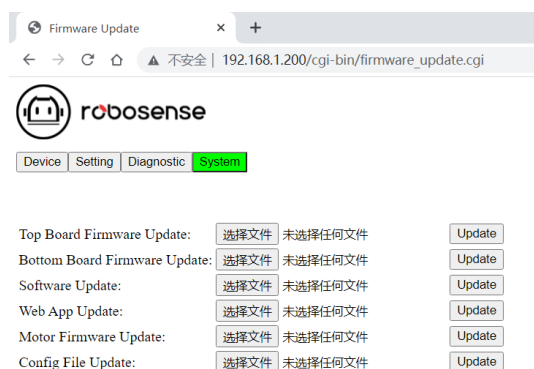 Firmware Update
不安全 | 192.168.1.200/cgi-bin/firmware_update.cgi
robosense
Device Setting Diagnostic System
Top Board Firmware Update: 选择文件 未选择任何文件 Update
Bottom Board Firmware Update: 选择文件 未选择任何文件 Update
Software Update: 选择文件 未选择任何文件 Update
Web App Update: 选择文件 未选择任何文件 Update
Motor Firmware Update: 选择文件 未选择任何文件 Update
Config File Update: 选择文件 未选择任何文件 Update